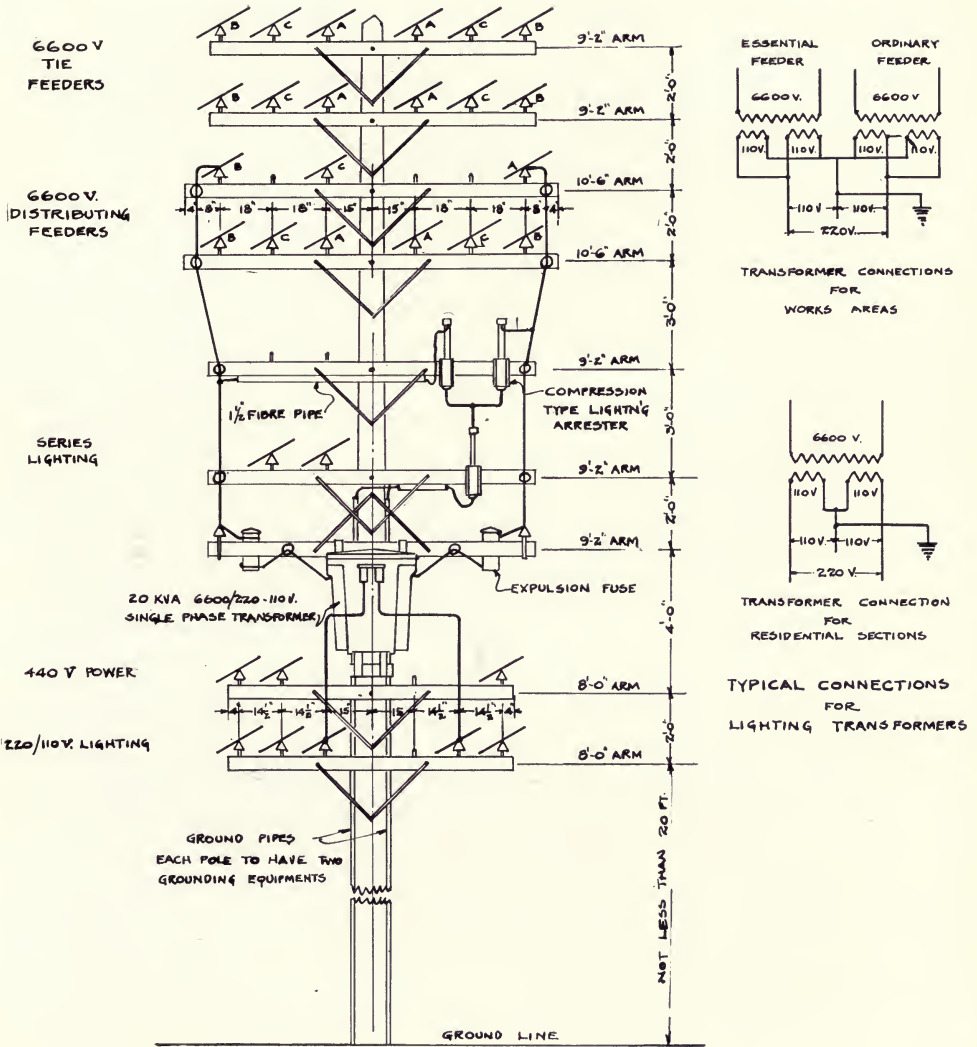 6600 V
TIE
FEEDERS
B C A A C B
9'-2" ARM
2'-0"
B C A A C B
9'-2" ARM
2'-0"
6600 V.
DISTRIBUTING
FEEDERS
B C A
10'-6" ARM
4" 8" 18" 18" 15" 15" 18" 18" 8" 4"
2'-0"
B C A A C B
10'-6" ARM
3'-0"
9'-2" ARM
1½" FIBRE PIPE
COMPRESSION
TYPE LIGHTN'G
ARRESTER
3'-0"
SERIES
LIGHTING
9'-2" ARM
2'-0"
9'-2" ARM
EXPULSION FUSE
20 KVA 6600/220-110V.
SINGLE PHASE TRANSFORMER
4'-0"
440 V POWER
8'-0" ARM
4" 14½" 14½" 15" 15" 14½" 14½" 4"
2'-0"
220/110V. LIGHTING
8'-0" ARM
GROUND PIPES
EACH POLE TO HAVE TWO
GROUNDING EQUIPMENTS
NOT LESS THAN 20 FT.
GROUND LINE
ESSENTIAL FEEDER
ORDINARY FEEDER
6600V. 6600V
110V. 110V. 110V. 110V.
110V 110V.
220V.
TRANSFORMER CONNECTIONS
FOR
WORKS AREAS
6600 V.
110V 110V
110V. 110V.
220 V.
TRANSFORMER CONNECTION
FOR
RESIDENTIAL SECTIONS
TYPICAL CONNECTIONS
FOR
LIGHTING TRANSFORMERS